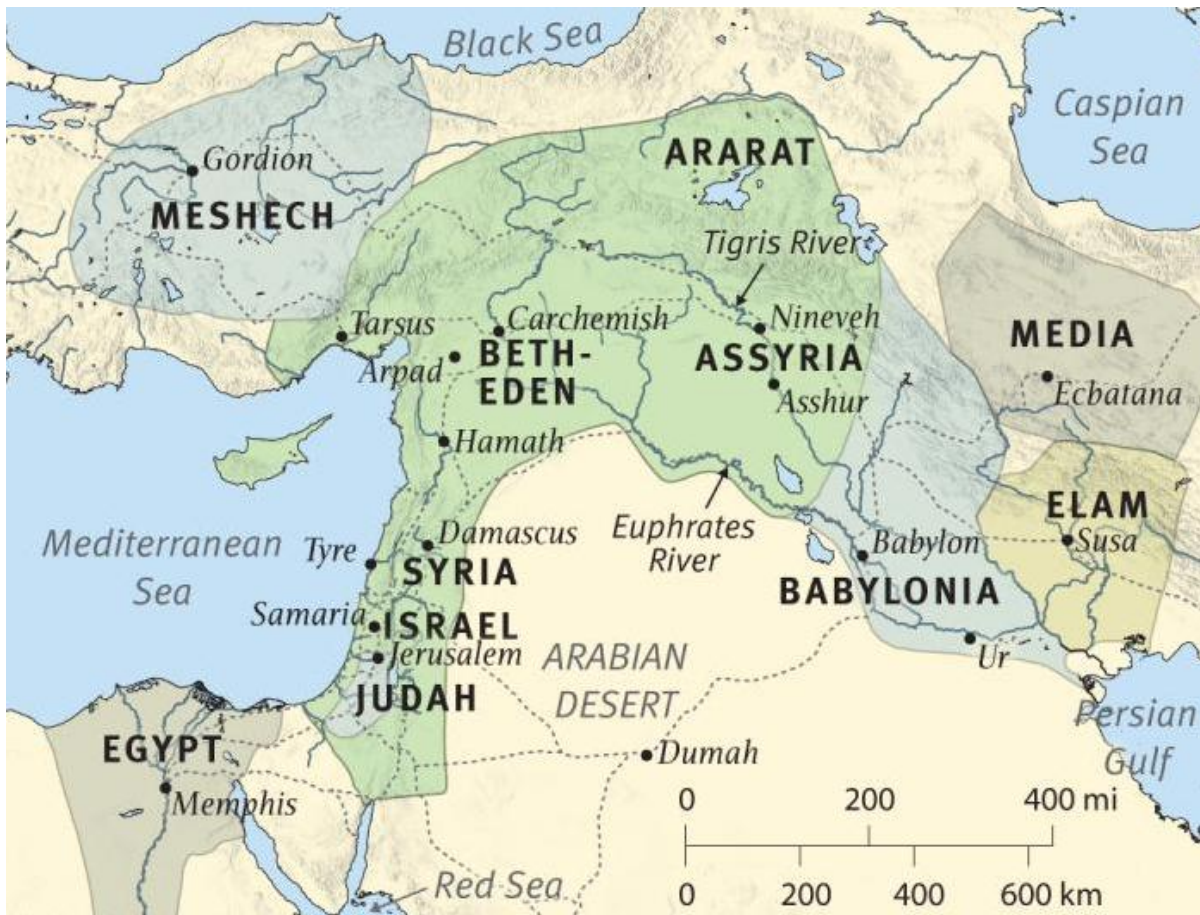 Black Sea
Caspian
Sea
Gordion
MESHECH
ARARAT
Tigris River
Tarsus
Carchemish
Nineveh
MEDIA
Arpad
BETH-
EDEN
ASSYRIA
Asshur
Ecbatana
Hamath
ELAM
Mediterranean
Sea
Tyre
Damascus
SYRIA
Euphrates
River
Babylon
Susa
BABYLONIA
Samaria
ISRAEL
Jerusalem
JUDAH
ARABIAN
DESERT
Ur
Persian
Gulf
EGYPT
Memphis
Dumah
Red Sea
0 200 400 mi
0 200 400 600 km